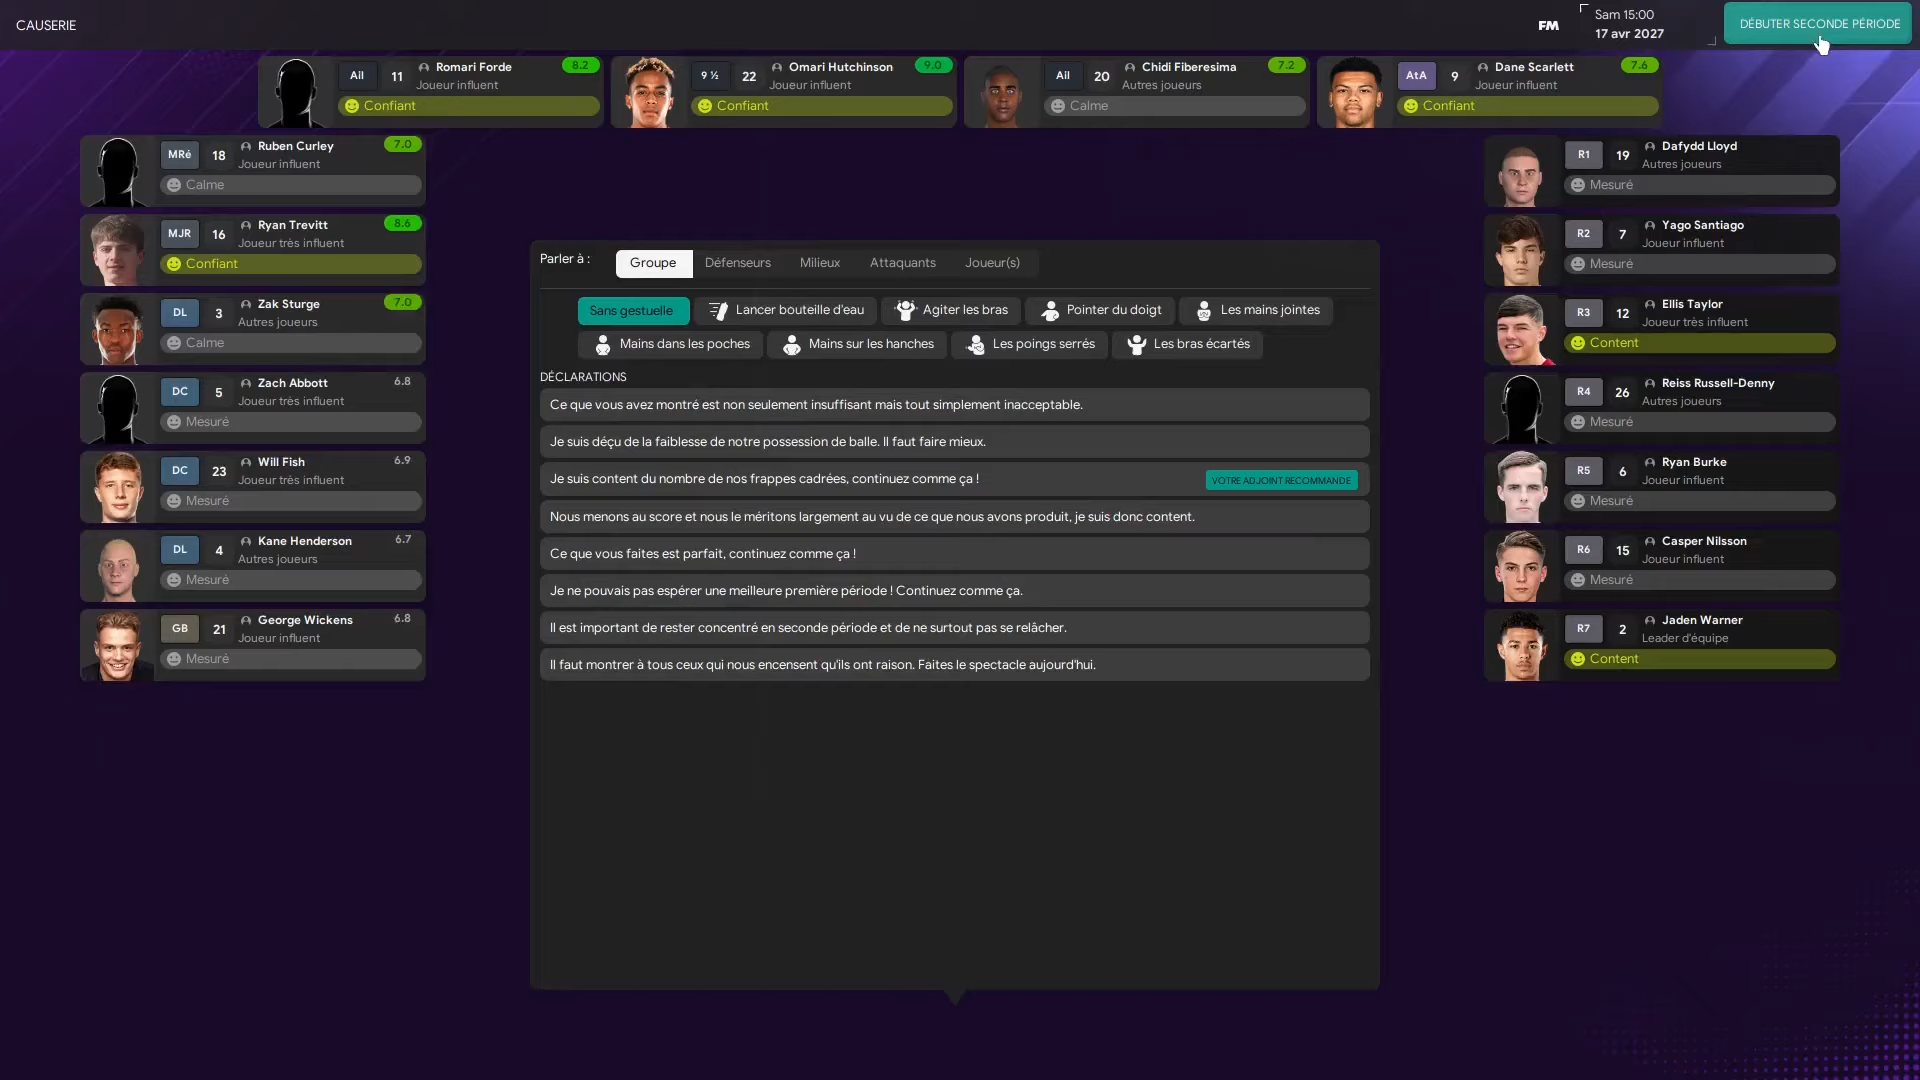 CAUSERIE
FM
Sam 15:00
17 avr 2027
DÉBUTER SECONDE PÉRIODE
Ail 11 Romari Forde 8.2
Joueur influent
Confiant
9 ½ 22 Omari Hutchinson 9.0
Joueur influent
Confiant
Ail 20 Chidi Fiberesima 7.2
Autres joueurs
Calme
AtA 9 Dane Scarlett 7.6
Joueur influent
Confiant
MRé 18 Ruben Curley 7.0
Joueur influent
Calme
MJR 16 Ryan Trevitt 8.6
Joueur très influent
Confiant
DL 3 Zak Sturge 7.0
Autres joueurs
Calme
DC 5 Zach Abbott 6.8
Joueur très influent
Mesuré
DC 23 Will Fish 6.9
Joueur très influent
Mesuré
DL 4 Kane Henderson 6.7
Autres joueurs
Mesuré
GB 21 George Wickens 6.8
Joueur influent
Mesuré
Parler à :
Groupe Défenseurs Milieux Attaquants Joueur(s)
Sans gestuelle Lancer bouteille d'eau Agiter les bras Pointer du doigt Les mains jointes
Mains dans les poches Mains sur les hanches Les poings serrés Les bras écartés
DÉCLARATIONS
Ce que vous avez montré est non seulement insuffisant mais tout simplement inacceptable.
Je suis déçu de la faiblesse de notre possession de balle. Il faut faire mieux.
Je suis content du nombre de nos frappes cadrées, continuez comme ça ! VOTRE ADJOINT RECOMMANDE
Nous menons au score et nous le méritons largement au vu de ce que nous avons produit, je suis donc content.
Ce que vous faites est parfait, continuez comme ça !
Je ne pouvais pas espérer une meilleure première période ! Continuez comme ça.
Il est important de rester concentré en seconde période et de ne surtout pas se relâcher.
Il faut montrer à tous ceux qui nous encensent qu'ils ont raison. Faites le spectacle aujourd'hui.
R1 19 Dafydd Lloyd
Autres joueurs
Mesuré
R2 7 Yago Santiago
Joueur influent
Mesuré
R3 12 Ellis Taylor
Joueur très influent
Content
R4 26 Reiss Russell-Denny
Autres joueurs
Mesuré
R5 6 Ryan Burke
Joueur influent
Mesuré
R6 15 Casper Nilsson
Joueur influent
Mesuré
R7 2 Jaden Warner
Leader d'équipe
Content